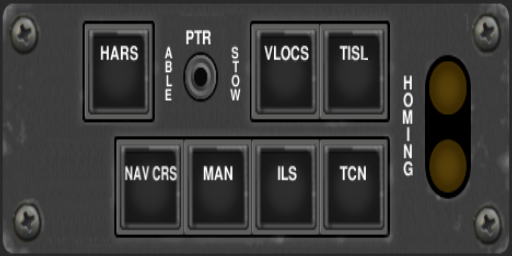 HARS
ABLE
PTR
STOW
VLOCS
TISL
HOMING
NAV CRS
MAN
ILS
TCN